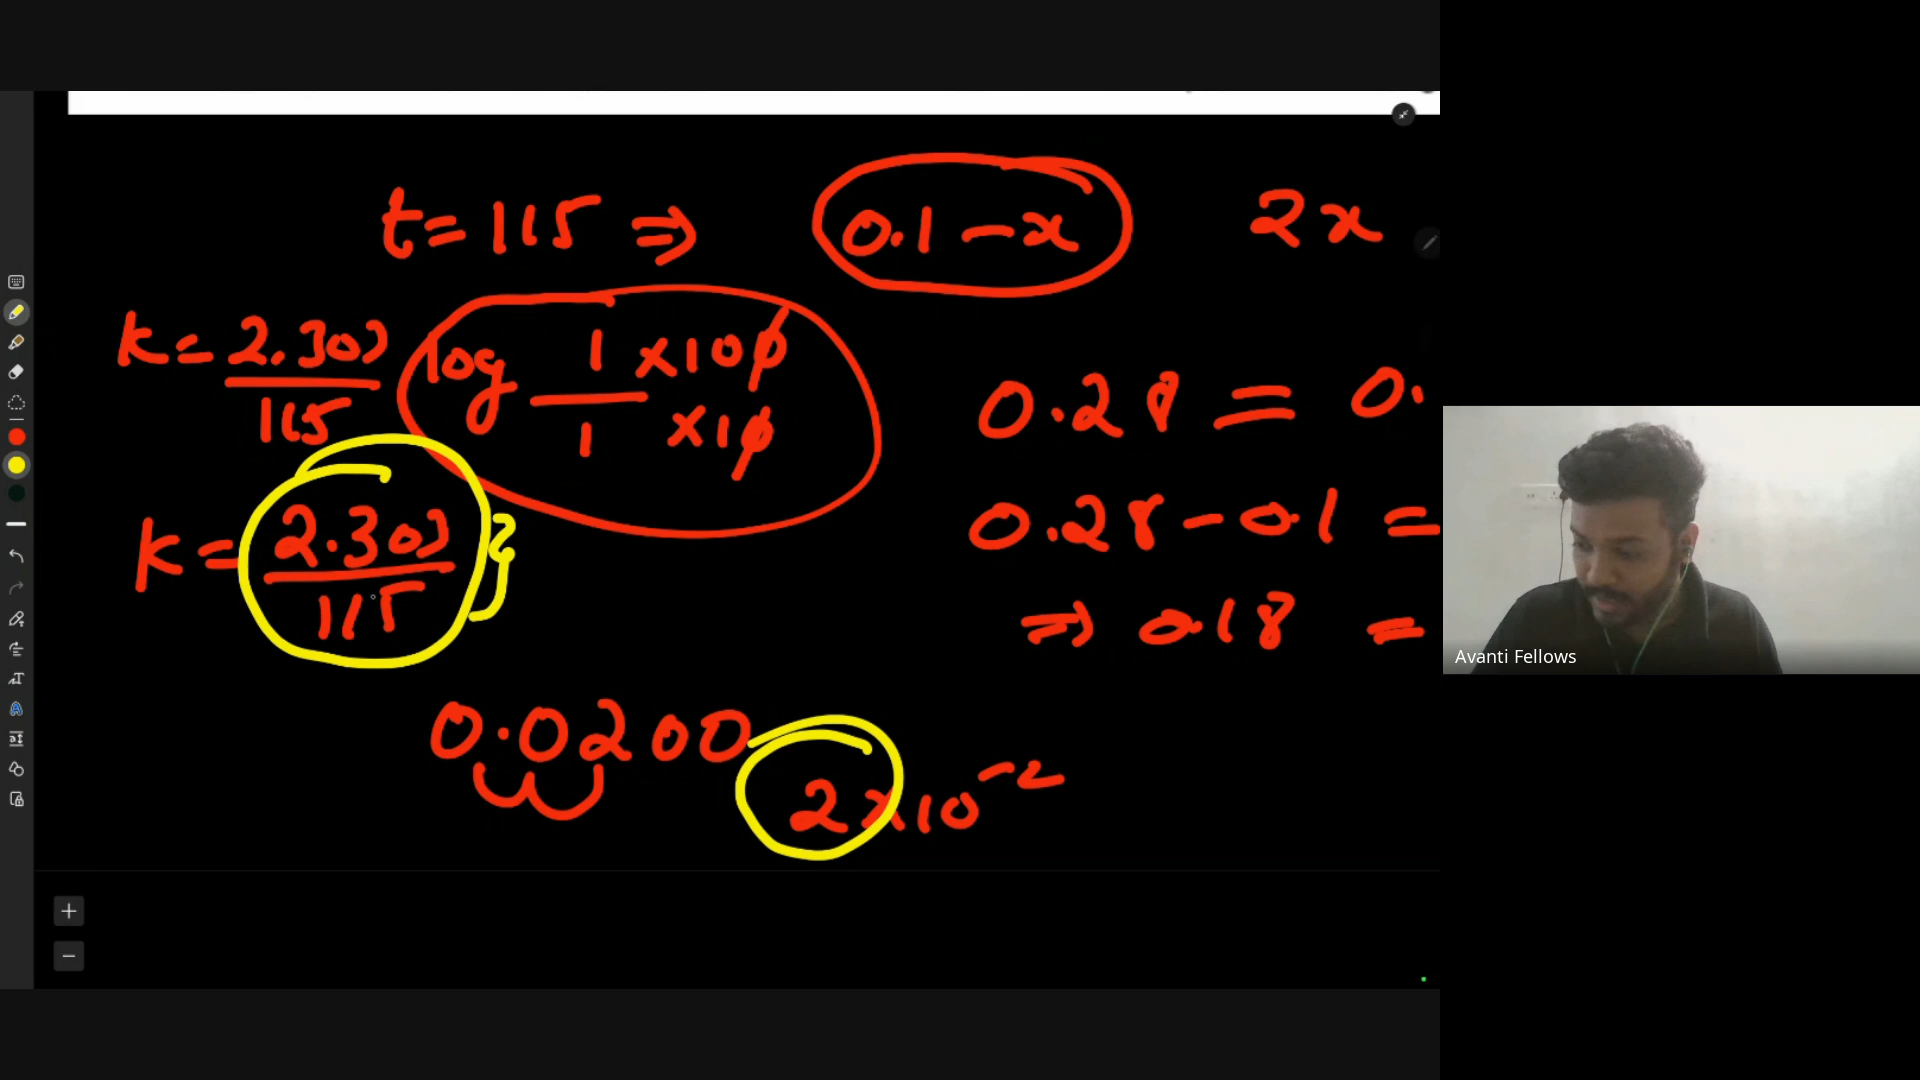 t = 115 ⇒ 0.1 - x 2x
k = 2.303/115 log 1 × 100 / 1 × 10
0.28 = 0.
k = 2.303/115
0.28 - 0.1 =
⇒ 0.18 =
0.0200
2 × 10⁻²
Avanti Fellows